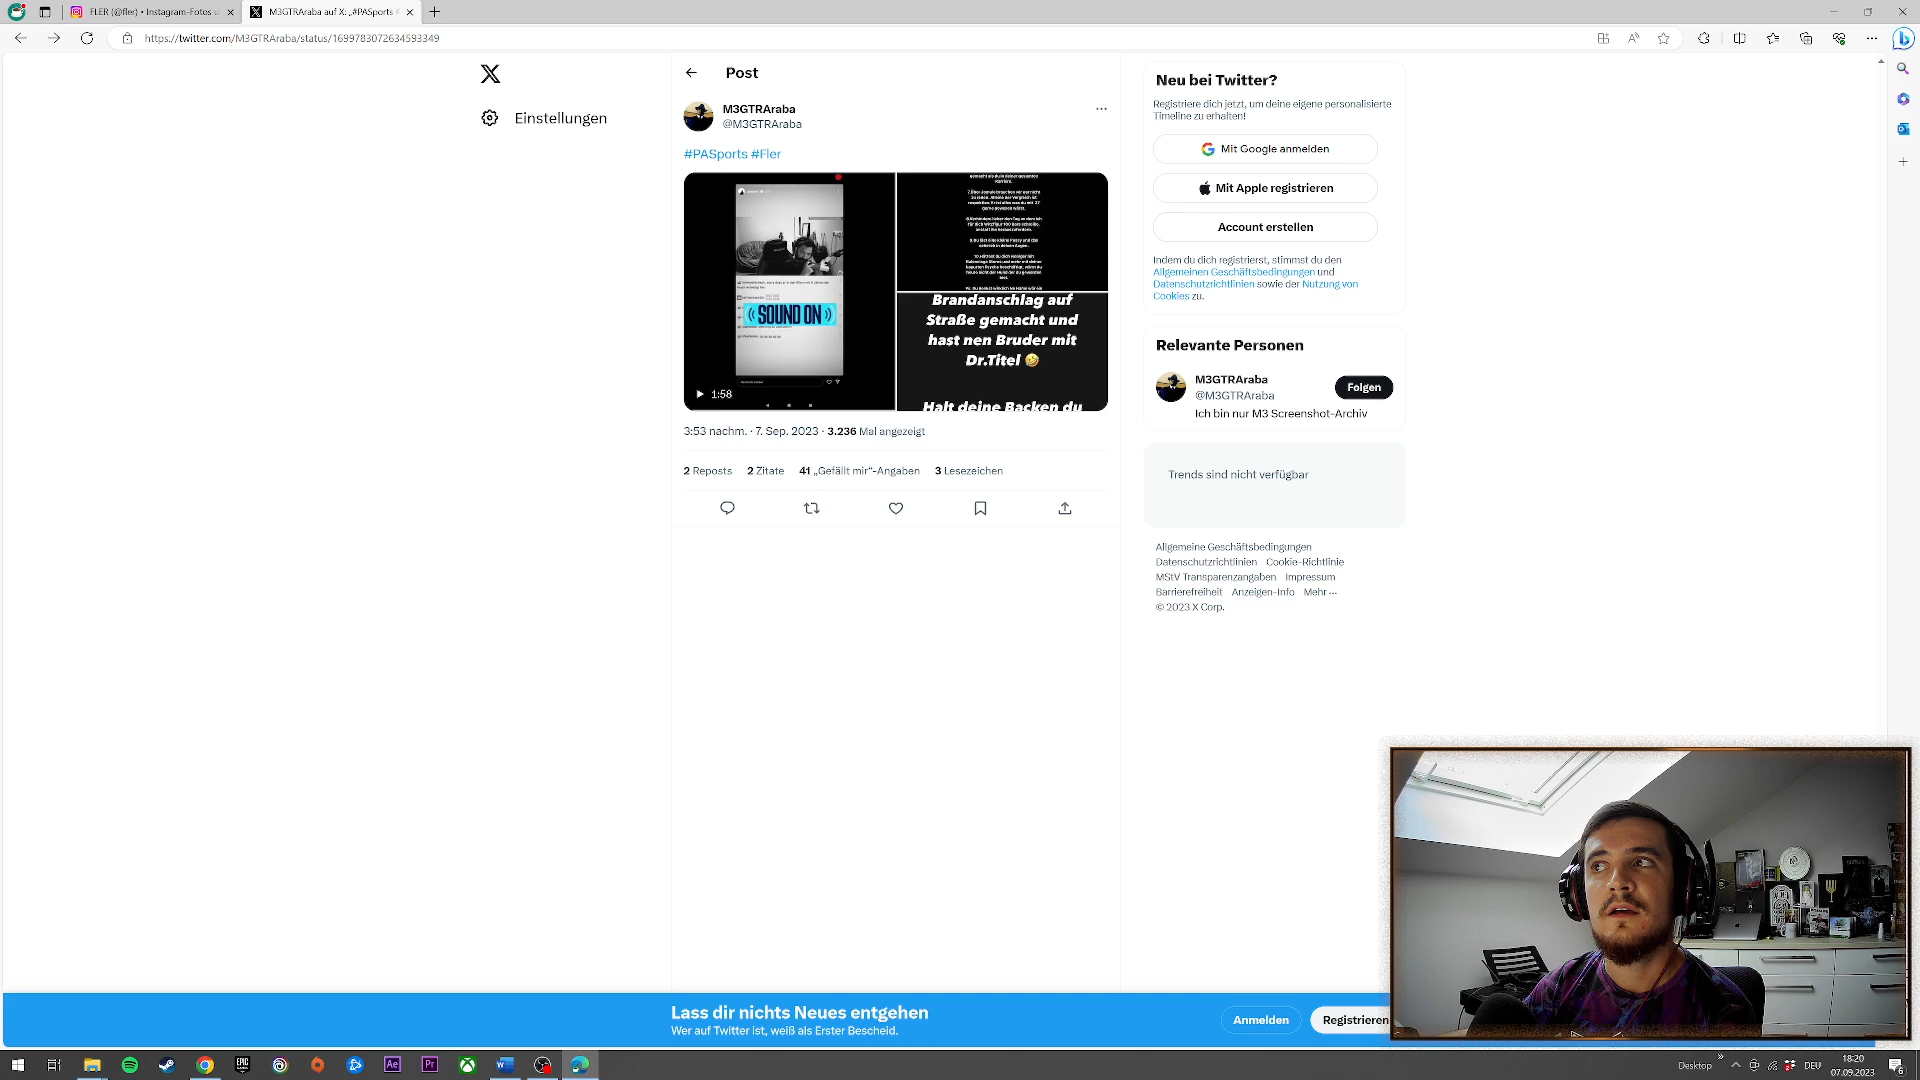 FLER (@fler) • Instagram-Fotos u
M3GTRAraba auf X: „#PASports #
https://twitter.com/M3GTRAraba/status/1699783072634593349
Einstellungen
Post
M3GTRAraba
@M3GTRAraba
#PASports #Fler
SOUND ON
1:58
Brandanschlag auf
Straße gemacht und
hast nen Bruder mit
Dr.Titel 🤣
Halt deine Backen du
3:53 nachm. · 7. Sep. 2023 · 3.236 Mal angezeigt
2 Reposts 2 Zitate 41 „Gefällt mir“-Angaben 3 Lesezeichen
Neu bei Twitter?
Registriere dich jetzt, um deine eigene personalisierte
Timeline zu erhalten!
Mit Google anmelden
Mit Apple registrieren
Account erstellen
Indem du dich registrierst, stimmst du den
Allgemeinen Geschäftsbedingungen und
Datenschutzrichtlinien sowie der Nutzung von
Cookies zu.
Relevante Personen
M3GTRAraba
@M3GTRAraba
Folgen
Ich bin nur M3 Screenshot-Archiv
Trends sind nicht verfügbar
Allgemeine Geschäftsbedingungen
Datenschutzrichtlinien Cookie-Richtlinie
MStV Transparenzangaben Impressum
Barrierefreiheit Anzeigen-Info Mehr ···
© 2023 X Corp.
Lass dir nichts Neues entgehen
Wer auf Twitter ist, weiß als Erster Bescheid.
Anmelden
Registrieren
Desktop
DEU
18:20
07.09.2023